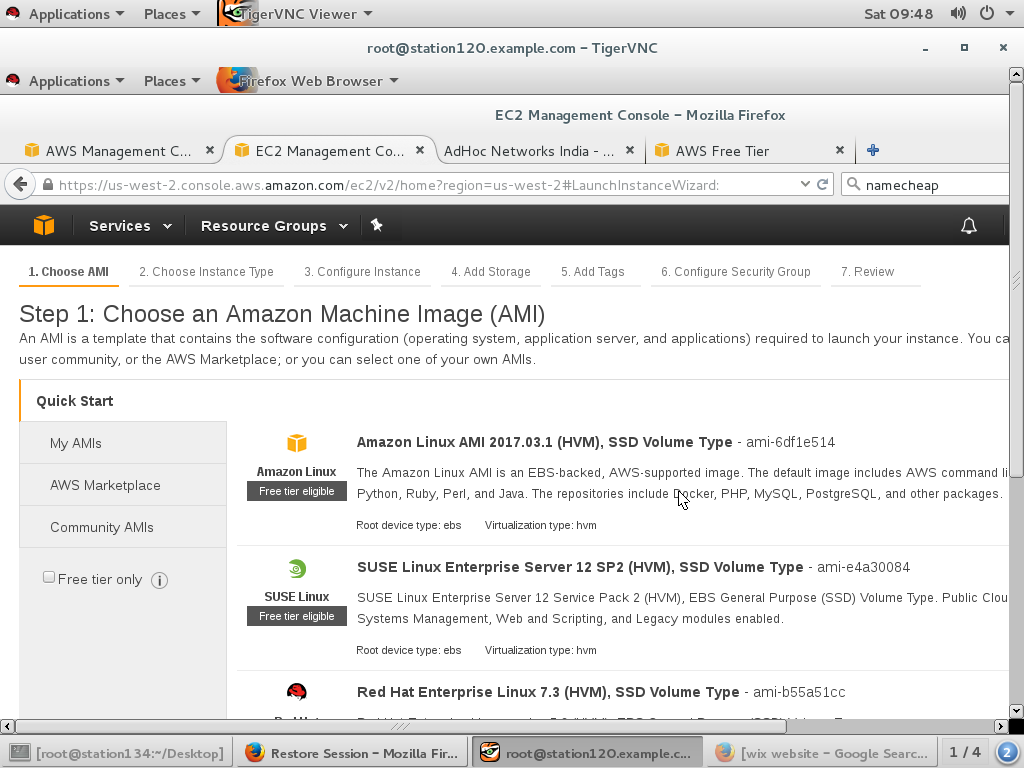 Applications Places TigerVNC Viewer Sat 09:48
root@station120.example.com – TigerVNC
Applications Places Firefox Web Browser
EC2 Management Console – Mozilla Firefox
AWS Management C... EC2 Management Co... AdHoc Networks India - ... AWS Free Tier
https://us-west-2.console.aws.amazon.com/ec2/v2/home?region=us-west-2#LaunchInstanceWizard: namecheap
Services Resource Groups
1. Choose AMI 2. Choose Instance Type 3. Configure Instance 4. Add Storage 5. Add Tags 6. Configure Security Group 7. Review
Step 1: Choose an Amazon Machine Image (AMI)
An AMI is a template that contains the software configuration (operating system, application server, and applications) required to launch your instance. You ca
user community, or the AWS Marketplace; or you can select one of your own AMIs.
Quick Start
My AMIs
AWS Marketplace
Community AMIs
Free tier only
Amazon Linux
Free tier eligible
Amazon Linux AMI 2017.03.1 (HVM), SSD Volume Type - ami-6df1e514
The Amazon Linux AMI is an EBS-backed, AWS-supported image. The default image includes AWS command li
Python, Ruby, Perl, and Java. The repositories include Docker, PHP, MySQL, PostgreSQL, and other packages.
Root device type: ebs Virtualization type: hvm
SUSE Linux
Free tier eligible
SUSE Linux Enterprise Server 12 SP2 (HVM), SSD Volume Type - ami-e4a30084
SUSE Linux Enterprise Server 12 Service Pack 2 (HVM), EBS General Purpose (SSD) Volume Type. Public Clou
Systems Management, Web and Scripting, and Legacy modules enabled.
Root device type: ebs Virtualization type: hvm
Red Hat Enterprise Linux 7.3 (HVM), SSD Volume Type - ami-b55a51cc
[root@station134:~/Desktop] Restore Session – Mozilla Fir... root@station120.example.c... [wix website – Google Searc... 1 / 4 2